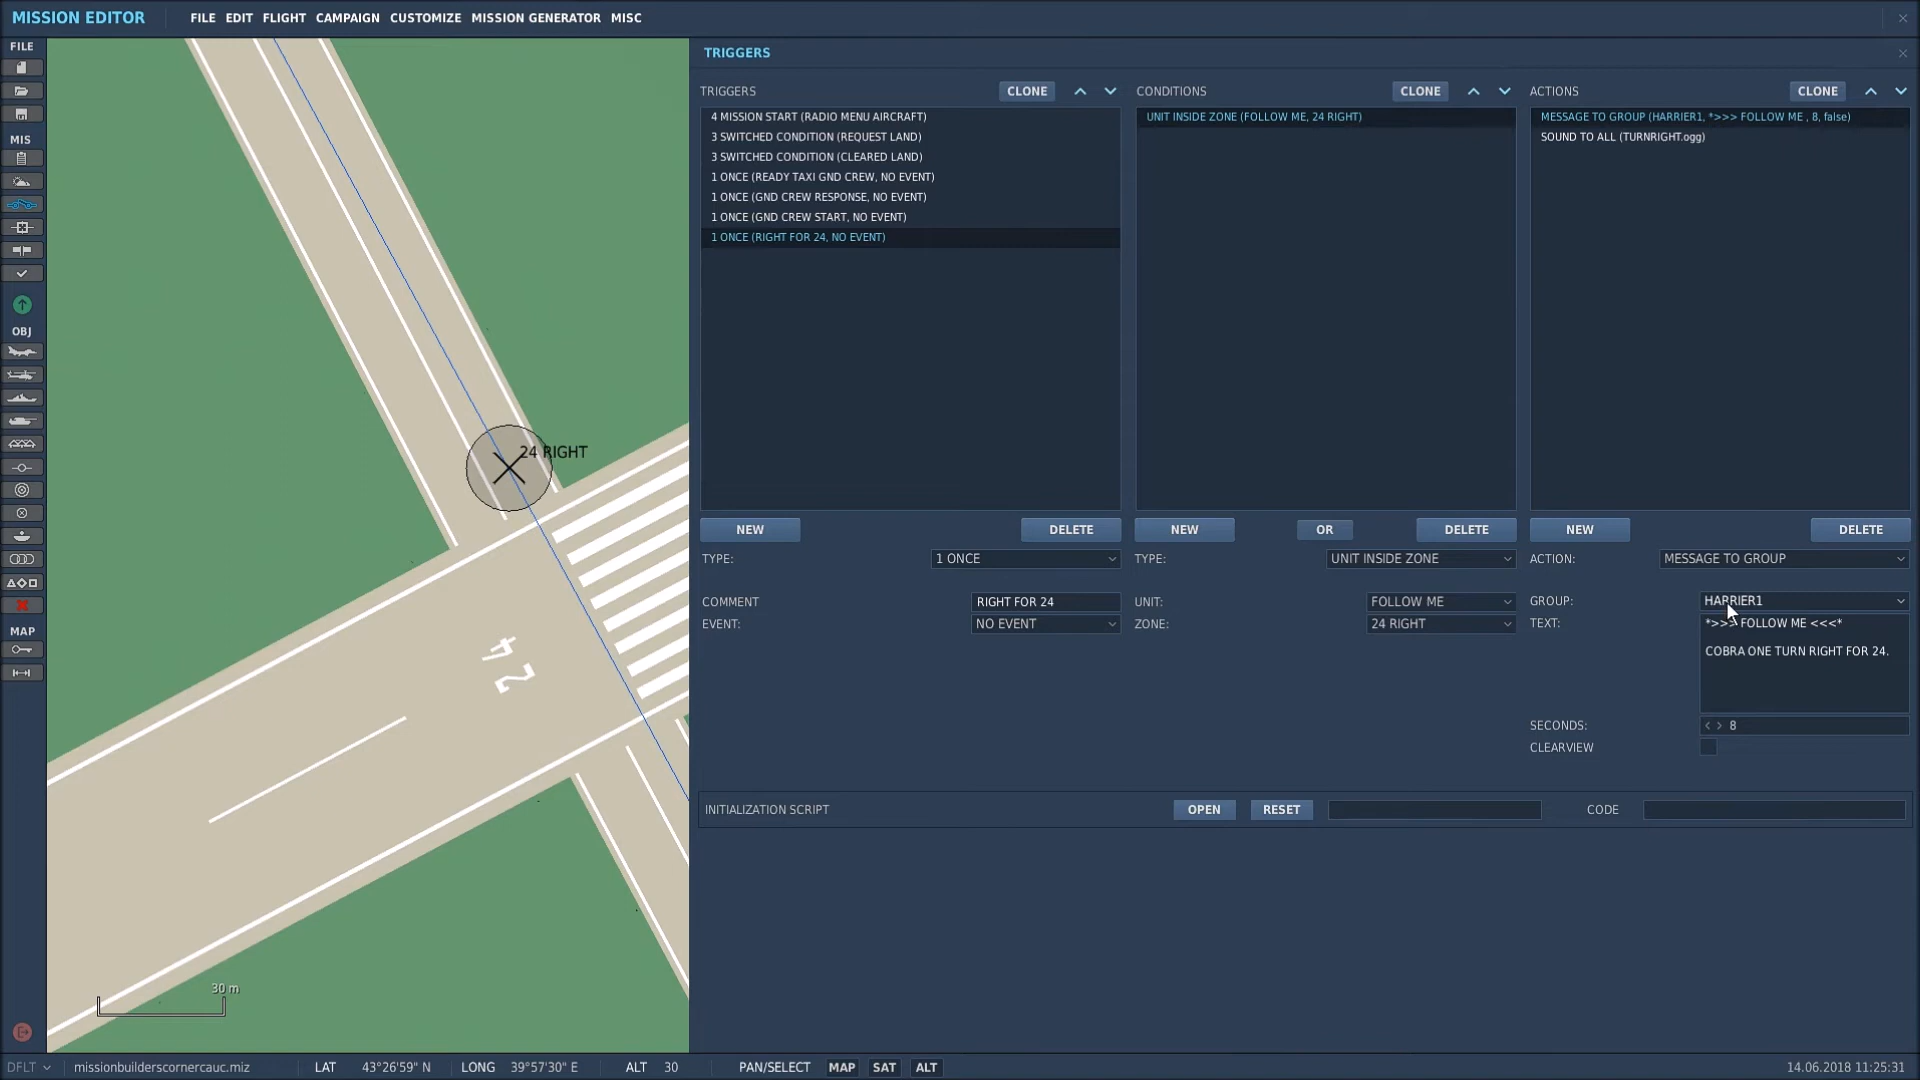 MISSION EDITOR
FILE EDIT FLIGHT CAMPAIGN CUSTOMIZE MISSION GENERATOR MISC
FILE
MIS
OBJ
MAP
24 RIGHT
24
30 m
TRIGGERS
TRIGGERS
CLONE
4 MISSION START (RADIO MENU AIRCRAFT)
3 SWITCHED CONDITION (REQUEST LAND)
3 SWITCHED CONDITION (CLEARED LAND)
1 ONCE (READY TAXI GND CREW, NO EVENT)
1 ONCE (GND CREW RESPONSE, NO EVENT)
1 ONCE (GND CREW START, NO EVENT)
1 ONCE (RIGHT FOR 24, NO EVENT)
NEW DELETE
TYPE: 1 ONCE
COMMENT RIGHT FOR 24
EVENT: NO EVENT
CONDITIONS
CLONE
UNIT INSIDE ZONE (FOLLOW ME, 24 RIGHT)
NEW OR DELETE
TYPE: UNIT INSIDE ZONE
UNIT: FOLLOW ME
ZONE: 24 RIGHT
ACTIONS
CLONE
MESSAGE TO GROUP (HARRIER1, *>>> FOLLOW ME , 8, false)
SOUND TO ALL (TURNRIGHT.ogg)
NEW DELETE
ACTION: MESSAGE TO GROUP
GROUP: HARRIER1
TEXT: *>>> FOLLOW ME <<<*
COBRA ONE TURN RIGHT FOR 24.
SECONDS: < > 8
CLEARVIEW
INITIALIZATION SCRIPT OPEN RESET CODE
DFLT missionbuilderscornercauc.miz LAT 43°26'59" N LONG 39°57'30" E ALT 30 PAN/SELECT MAP SAT ALT 14.06.2018 11:25:31